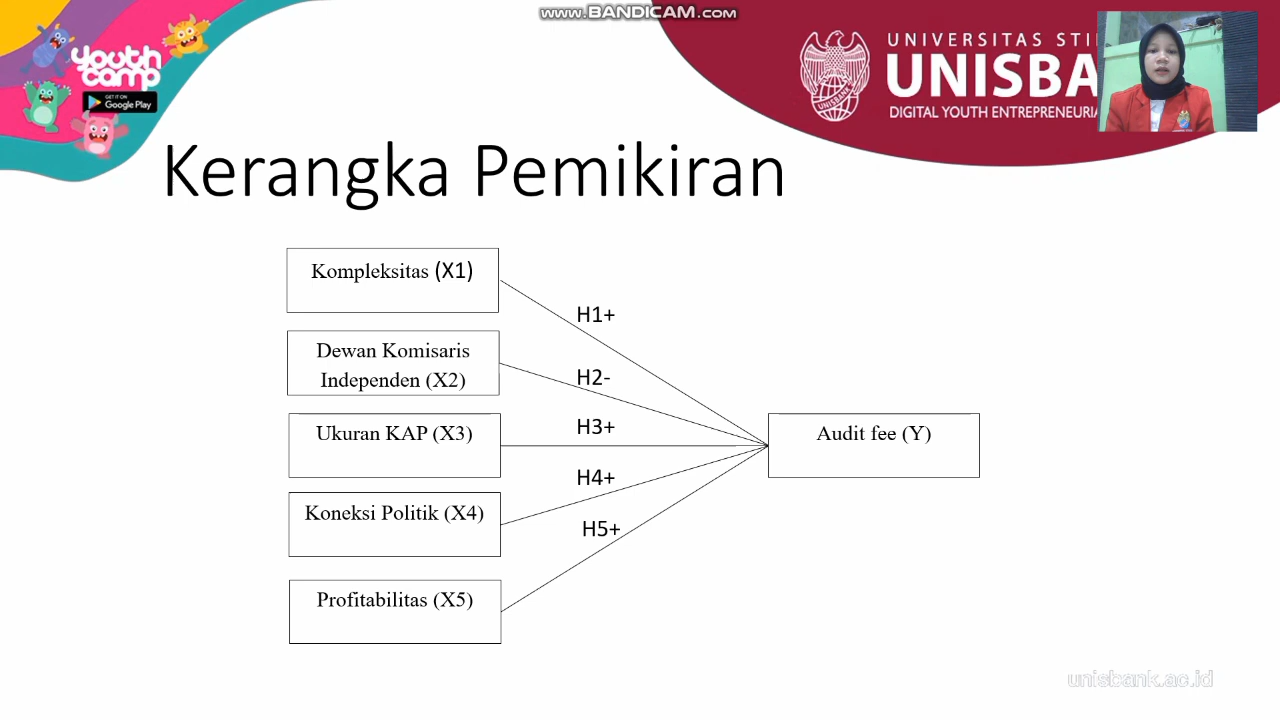 www.BANDICAM.com
youth
camp
GET IT ON
Google Play
UNIVERSITAS STI
UNISBA
DIGITAL YOUTH ENTREPRENEURIA
UNISBANK
Kerangka Pemikiran
Kompleksitas (X1)
H1+
Dewan Komisaris
Independen (X2)
H2-
Ukuran KAP (X3)
H3+
Audit fee (Y)
Koneksi Politik (X4)
H4+
H5+
Profitabilitas (X5)
unisbank.ac.id